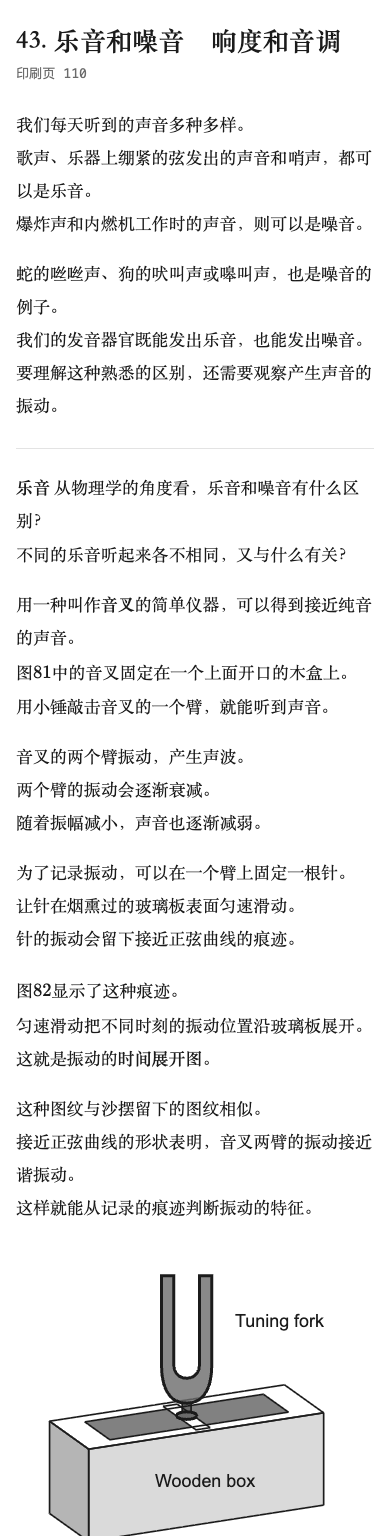 43. 乐音和噪音　响度和音调
印刷页 110
我们每天听到的声音多种多样。
歌声、乐器上绷紧的弦发出的声音和哨声，都可
以是乐音。
爆炸声和内燃机工作时的声音，则可以是噪音。
蛇的咝咝声、狗的吠叫声或嗥叫声，也是噪音的
例子。
我们的发音器官既能发出乐音，也能发出噪音。
要理解这种熟悉的区别，还需要观察产生声音的
振动。
乐音 从物理学的角度看，乐音和噪音有什么区
别？
不同的乐音听起来各不相同，又与什么有关？
用一种叫作音叉的简单仪器，可以得到接近纯音
的声音。
图81中的音叉固定在一个上面开口的木盒上。
用小锤敲击音叉的一个臂，就能听到声音。
音叉的两个臂振动，产生声波。
两个臂的振动会逐渐衰减。
随着振幅减小，声音也逐渐减弱。
为了记录振动，可以在一个臂上固定一根针。
让针在烟熏过的玻璃板表面匀速滑动。
针的振动会留下接近正弦曲线的痕迹。
图82显示了这种痕迹。
匀速滑动把不同时刻的振动位置沿玻璃板展开。
这就是振动的时间展开图。
这种图纹与沙摆留下的图纹相似。
接近正弦曲线的形状表明，音叉两臂的振动接近
谐振动。
这样就能从记录的痕迹判断振动的特征。
Tuning fork
Wooden box